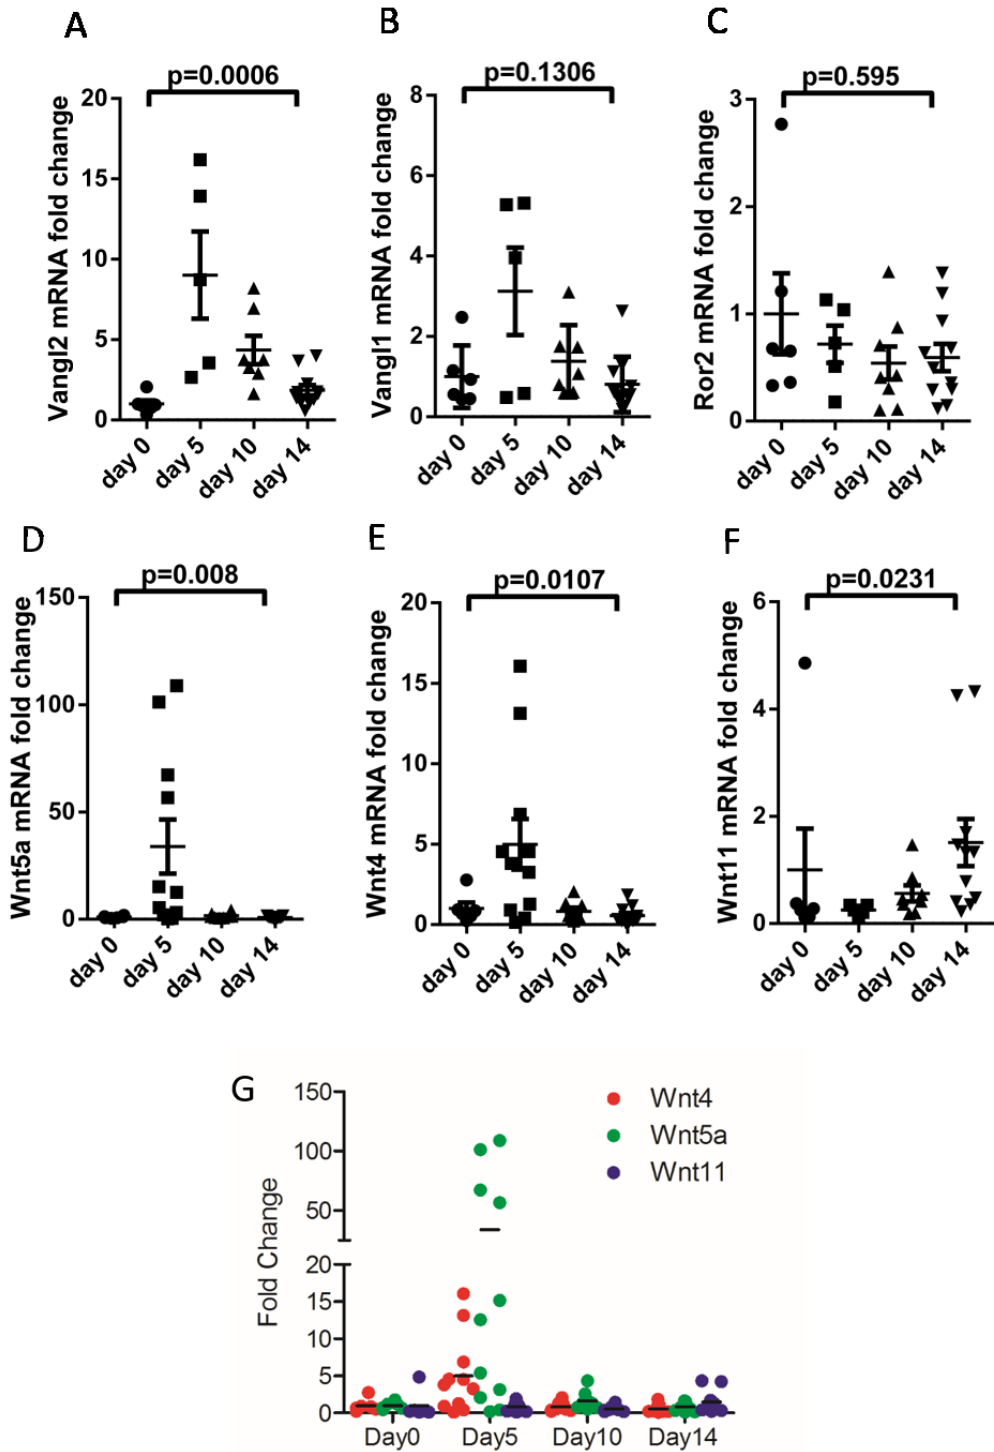 A
B
C
p=0.0006
p=0.1306
p=0.595
Vangl2 mRNA fold change
20
15
10
5
0
day 0
day 5
day 10
day 14
Vangl1 mRNA fold change
8
6
4
2
0
day 0
day 5
day 10
day 14
Ror2 mRNA fold change
3
2
1
0
day 0
day 5
day 10
day 14
D
E
F
p=0.008
p=0.0107
p=0.0231
Wnt5a mRNA fold change
150
100
50
0
day 0
day 5
day 10
day 14
Wnt4 mRNA fold change
20
15
10
5
0
day 0
day 5
day 10
day 14
Wnt11 mRNA fold change
6
4
2
0
day 0
day 5
day 10
day 14
G
Fold Change
150
100
50
20
15
10
5
0
Wnt4
Wnt5a
Wnt11
Day0
Day5
Day10
Day14